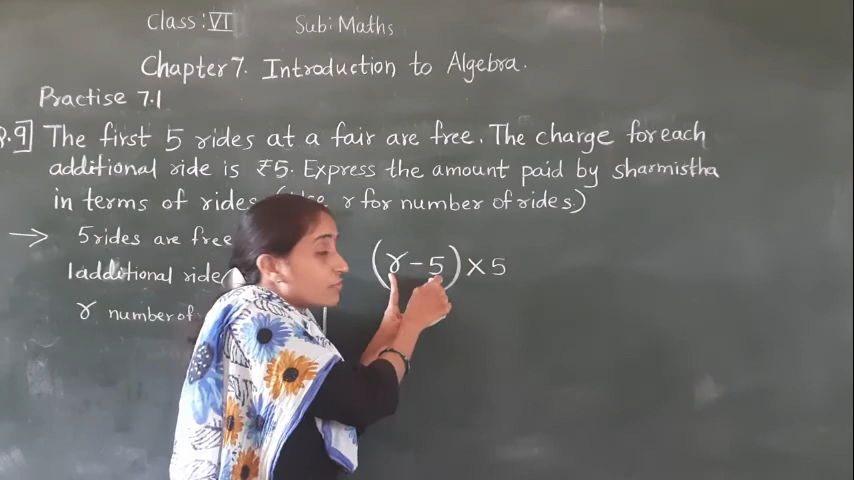 Class: VI Sub: Maths
Chapter 7. Introduction to Algebra.
Practise 7.1
Q.9] The first 5 rides at a fair are free. The charge for each
additional ride is ₹5. Express the amount paid by sharmistha
in terms of rides r for number of rides.)
→ 5 rides are free
1 additional ride
r number of
(r-5)×5